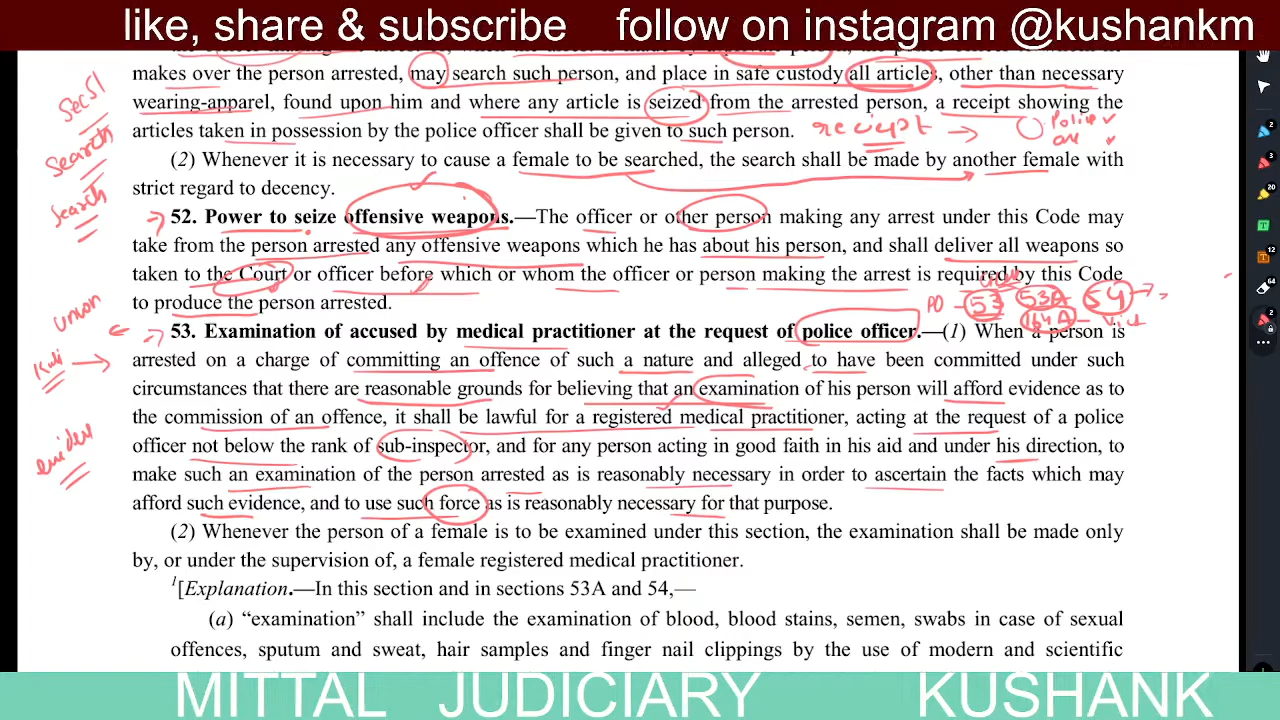 like, share & subscribe follow on instagram @kushankm
makes over the person arrested, may search such person, and place in safe custody all articles, other than necessary
wearing-apparel, found upon him and where any article is seized from the arrested person, a receipt showing the
articles taken in possession by the police officer shall be given to such person. receipt
Police
Sec 51
Search
Search
(2) Whenever it is necessary to cause a female to be searched, the search shall be made by another female with
strict regard to decency.
52. Power to seize offensive weapons.—The officer or other person making any arrest under this Code may
take from the person arrested any offensive weapons which he has about his person, and shall deliver all weapons so
taken to the Court or officer before which or whom the officer or person making the arrest is required by this Code
to produce the person arrested.
PO 53 53A 54
164A
53. Examination of accused by medical practitioner at the request of police officer.—(1) When a person is
arrested on a charge of committing an offence of such a nature and alleged to have been committed under such
circumstances that there are reasonable grounds for believing that an examination of his person will afford evidence as to
the commission of an offence, it shall be lawful for a registered medical practitioner, acting at the request of a police
officer not below the rank of sub-inspector, and for any person acting in good faith in his aid and under his direction, to
make such an examination of the person arrested as is reasonably necessary in order to ascertain the facts which may
afford such evidence, and to use such force as is reasonably necessary for that purpose.
(2) Whenever the person of a female is to be examined under this section, the examination shall be made only
by, or under the supervision of, a female registered medical practitioner.
1[Explanation.—In this section and in sections 53A and 54,—
(a) “examination” shall include the examination of blood, blood stains, semen, swabs in case of sexual
offences, sputum and sweat, hair samples and finger nail clippings by the use of modern and scientific
MITTAL JUDICIARY KUSHANK